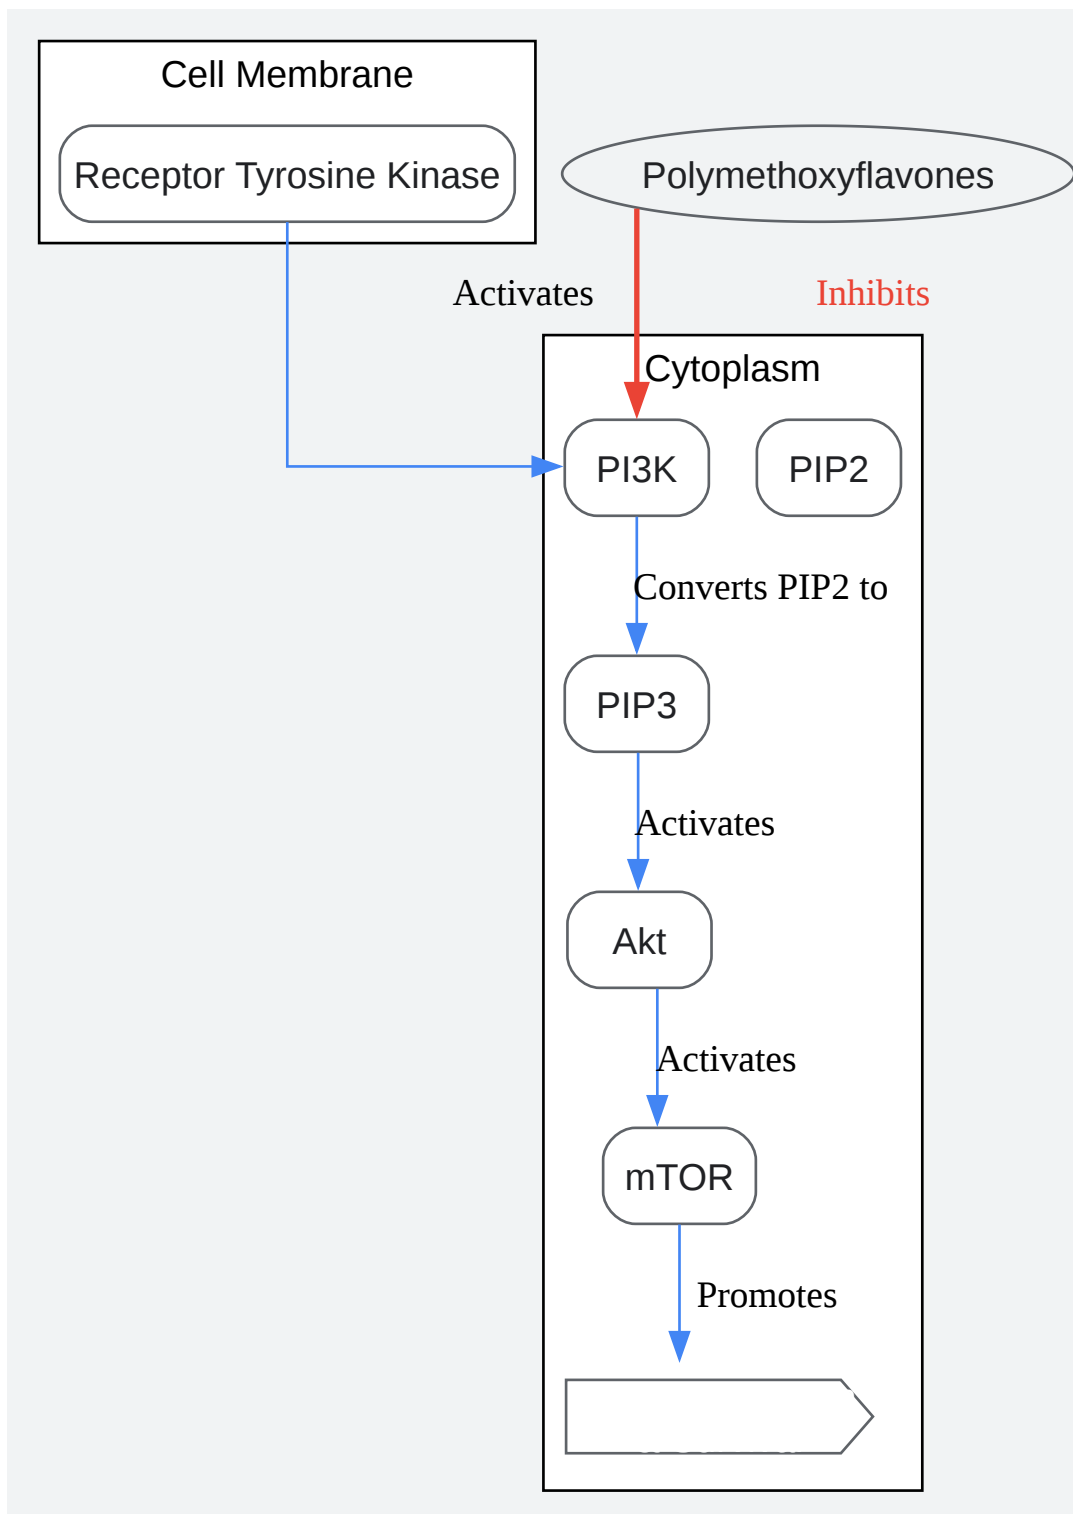 Cell Membrane
Receptor Tyrosine Kinase
Polymethoxyflavones
Activates
Inhibits
Cytoplasm
PI3K
PIP2
Converts PIP2 to
PIP3
Activates
Akt
Activates
mTOR
Promotes